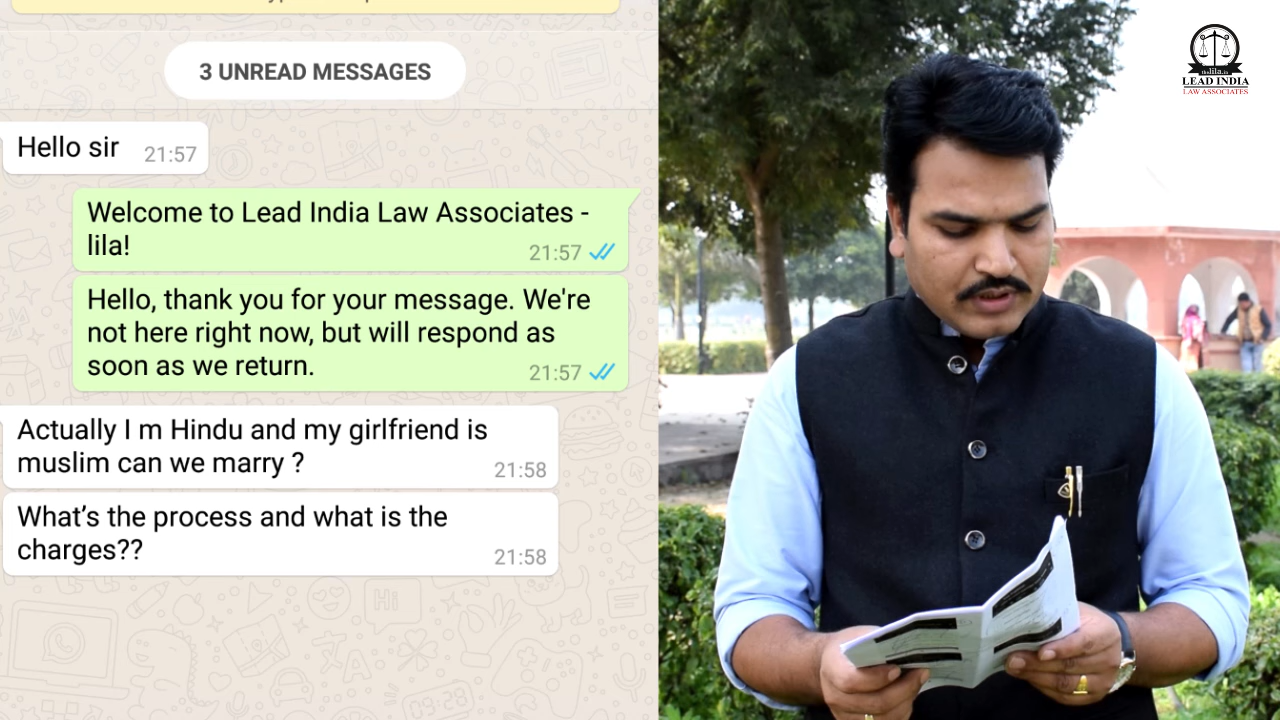 3 UNREAD MESSAGES
Hello sir 21:57
Welcome to Lead India Law Associates -
lila!
21:57
Hello, thank you for your message. We're
not here right now, but will respond as
soon as we return.
21:57
Actually I m Hindu and my girlfriend is
muslim can we marry ?
21:58
What's the process and what is the
charges??
21:58
Hi
LEAD INDIA
LAW ASSOCIATES